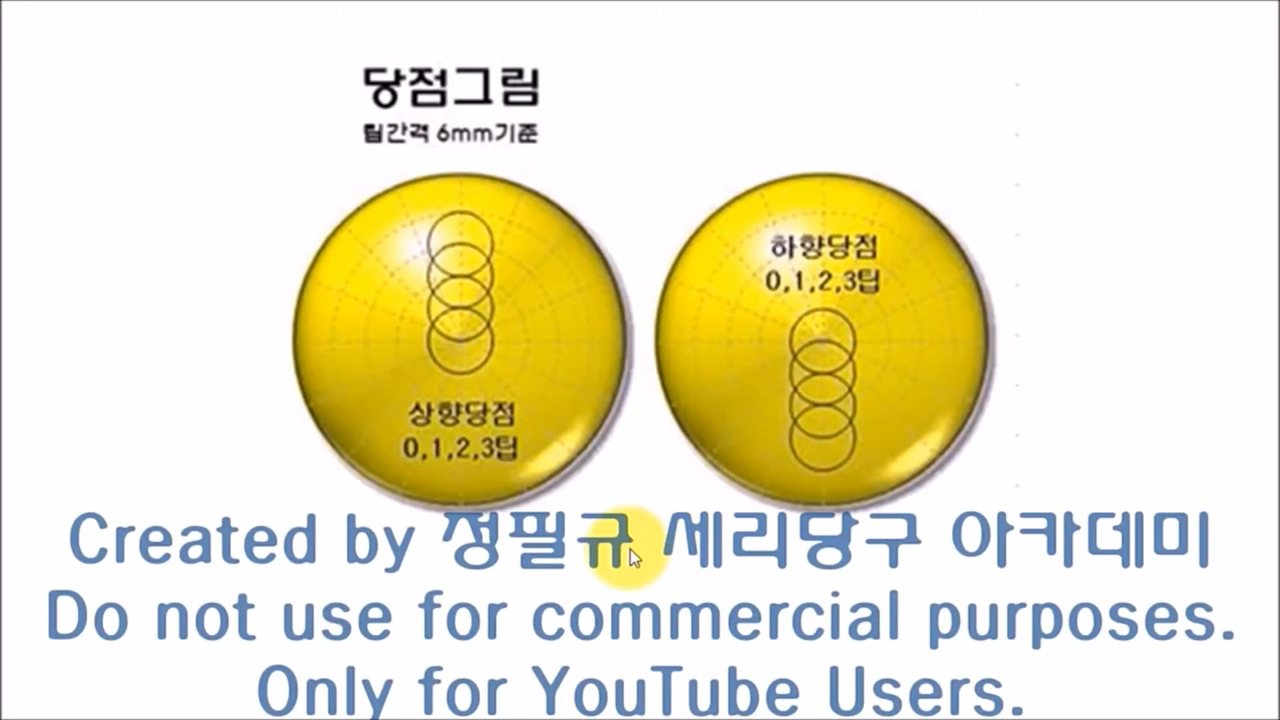 당점그림
팁간격 6mm기준
상향당점
0,1,2,3팁
하향당점
0,1,2,3팁
Created by 정필규 세리당구 아카데미
Do not use for commercial purposes.
Only for YouTube Users.